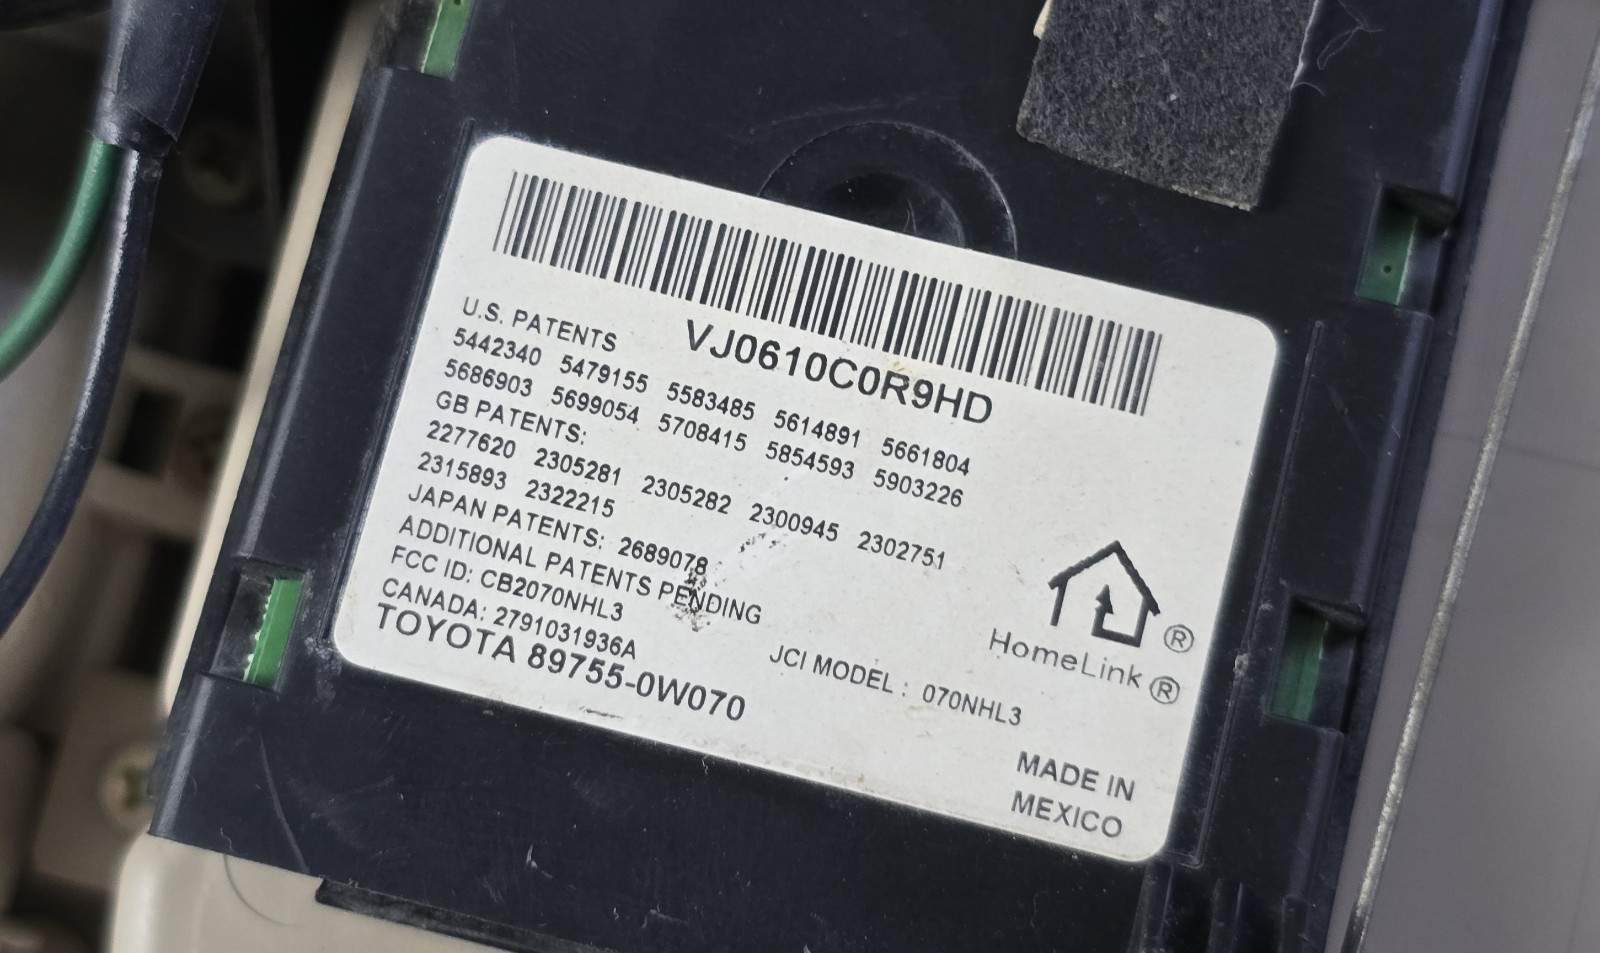 VJ0610C0R9HD
U.S. PATENTS
5442340 5479155 5583485 5614891 5661804
5686903 5699054 5708415 5854593 5903226
GB PATENTS:
2277620 2305281 2305282 2300945 2302751
2315893 2322215
JAPAN PATENTS: 2689078
ADDITIONAL PATENTS PENDING
FCC ID: CB2070NHL3
CANADA: 2791031936A
TOYOTA 89755-0W070
JCI MODEL : 070NHL3
®
HomeLink ®
MADE IN
MEXICO